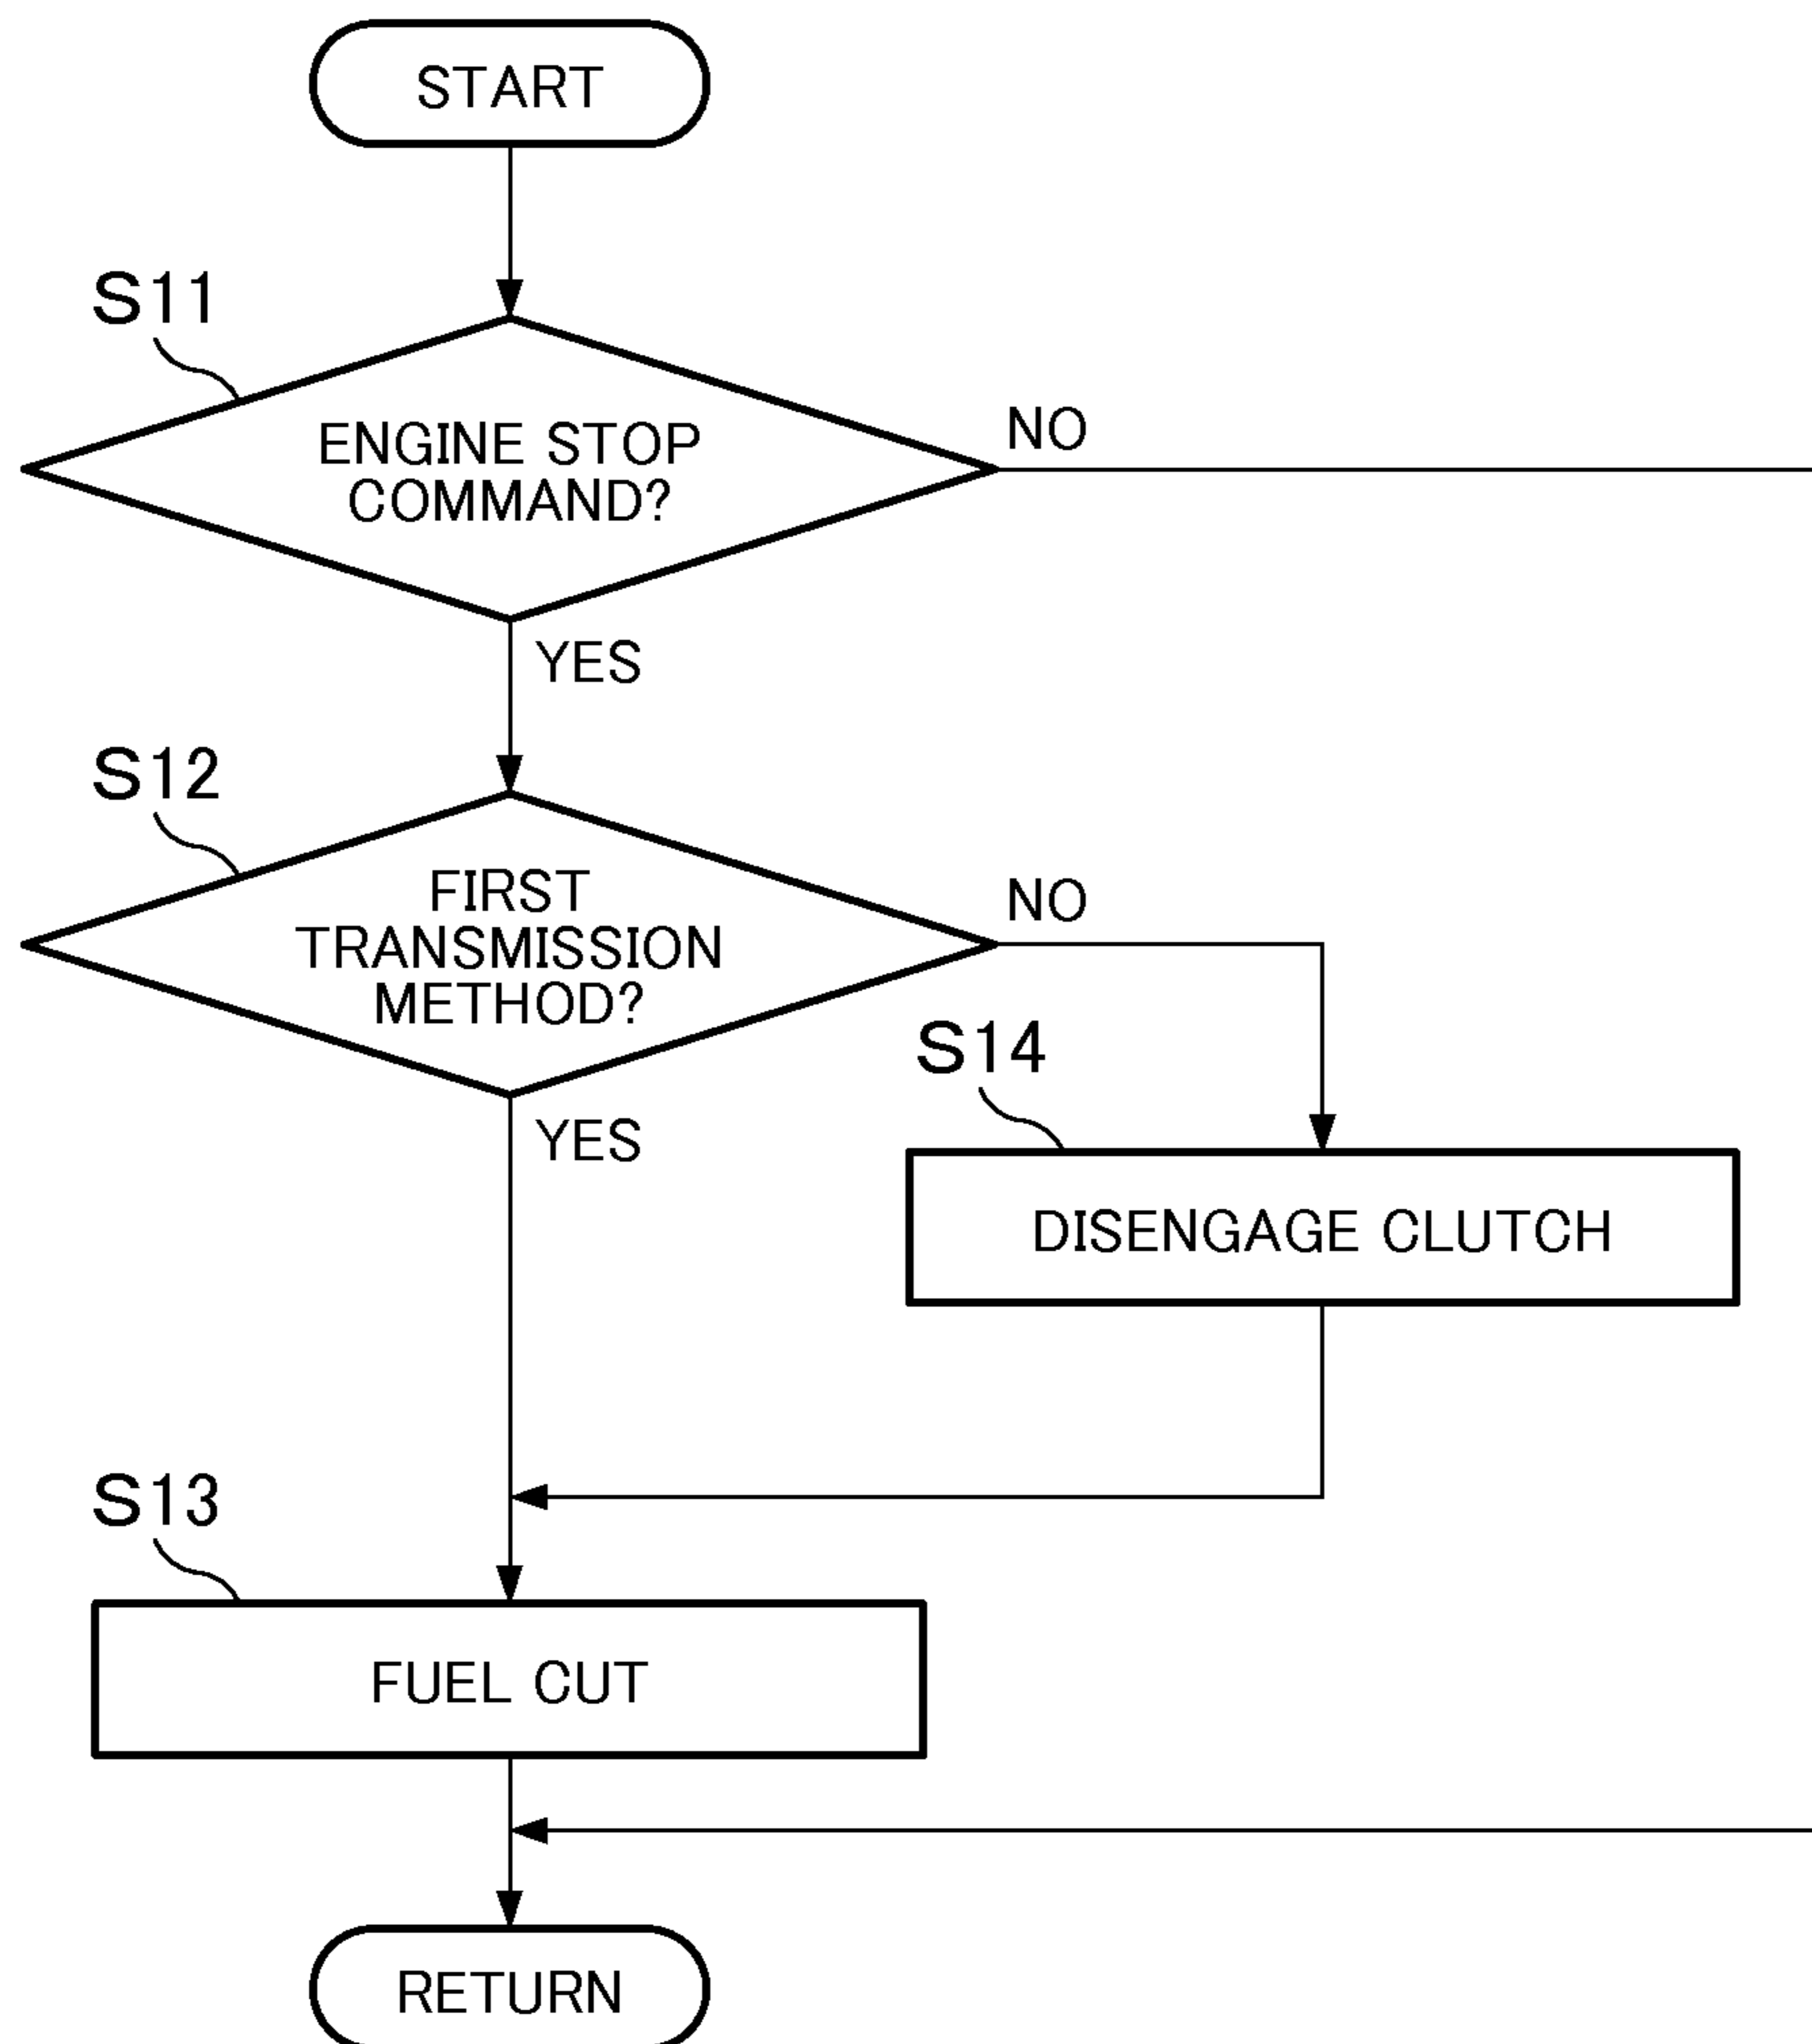 START
S11
ENGINE STOP
COMMAND?
NO
YES
S12
FIRST
TRANSMISSION
METHOD?
NO
YES
S14
DISENGAGE CLUTCH
S13
FUEL CUT
RETURN